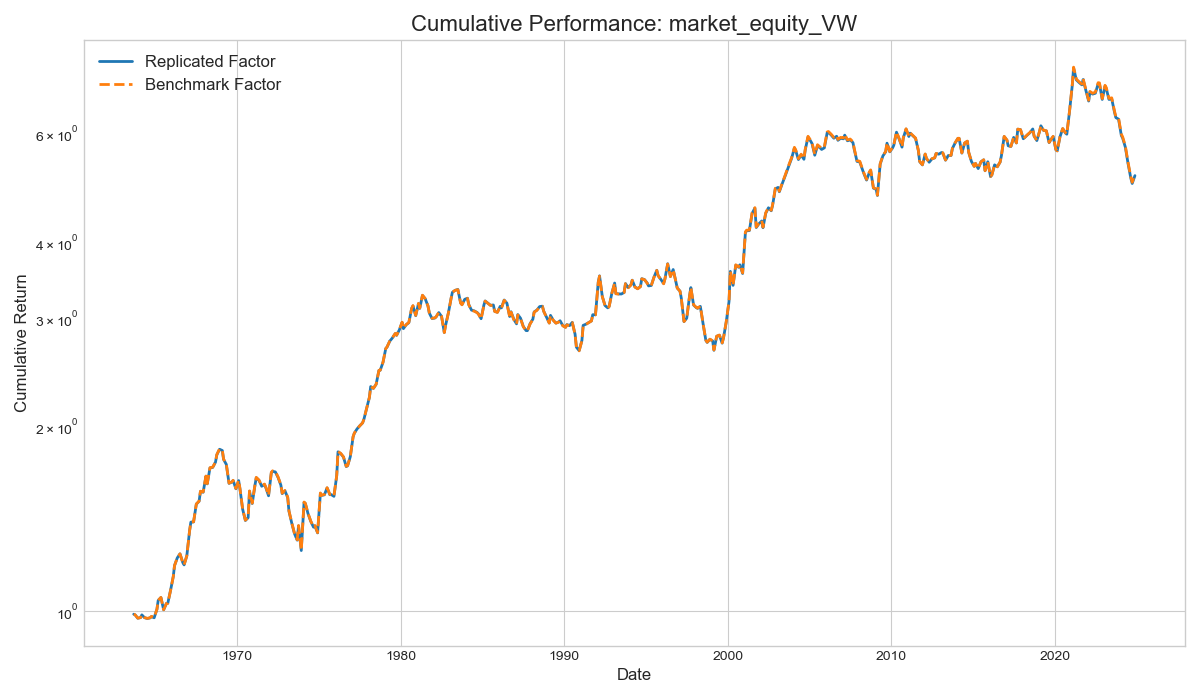 Cumulative Performance: market_equity_VW
Replicated Factor
Benchmark Factor
6 × 10⁰
4 × 10⁰
3 × 10⁰
2 × 10⁰
10⁰
Cumulative Return
1970 1980 1990 2000 2010 2020
Date